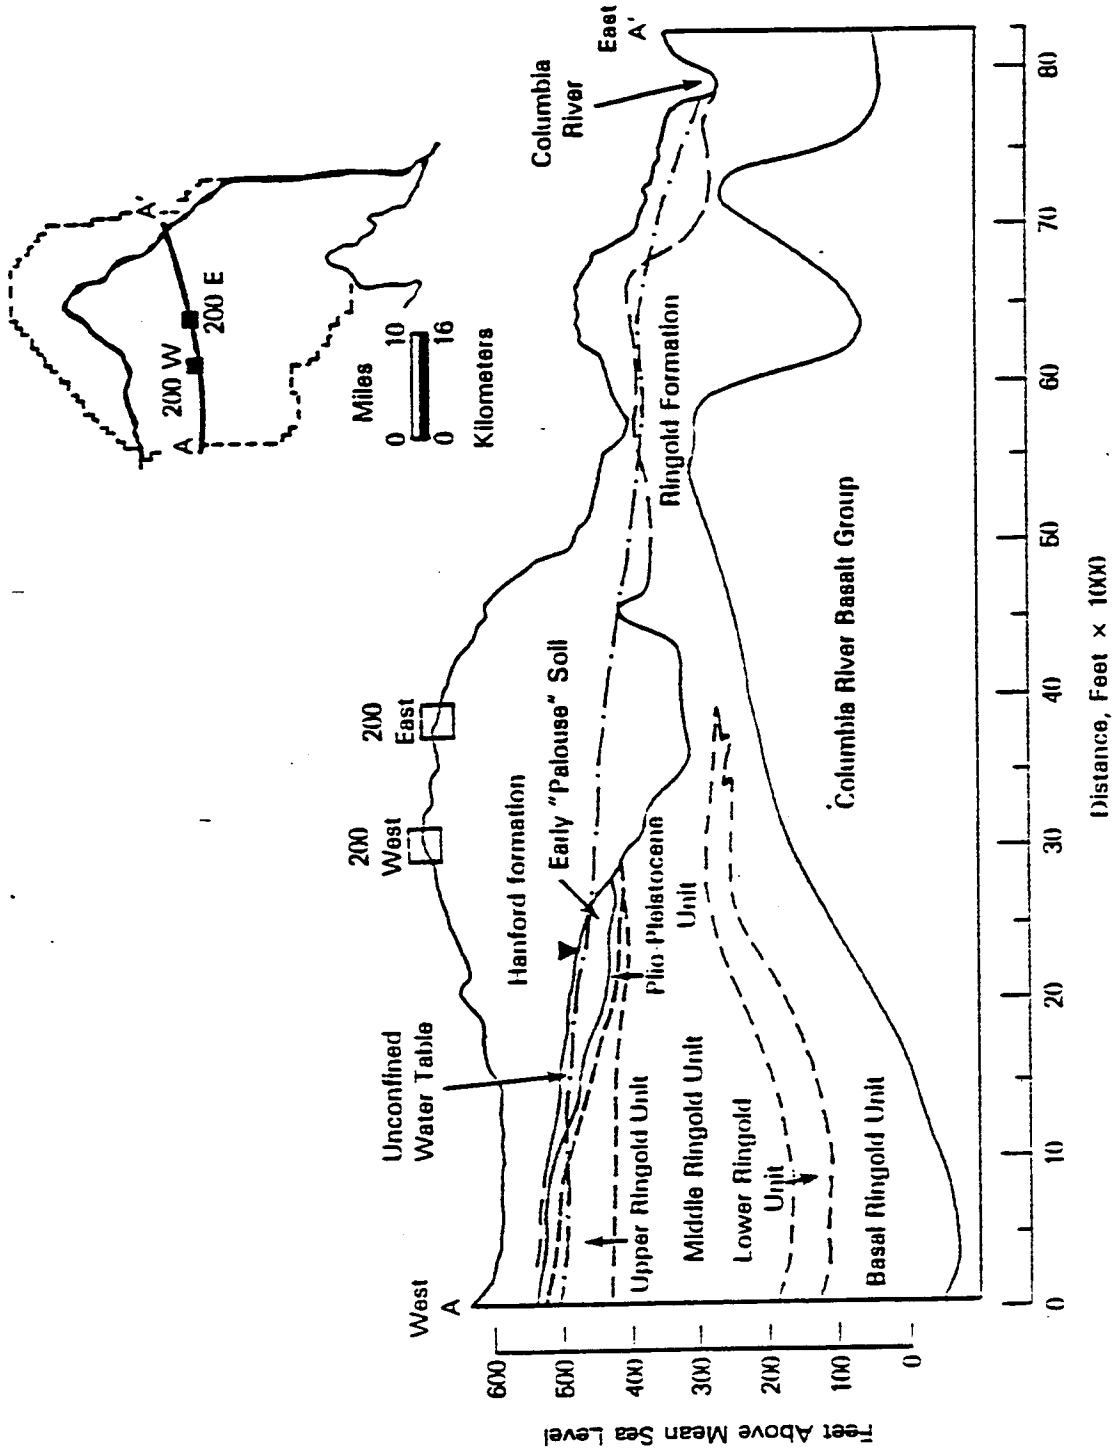 A'
A
200 W
200 E
Miles
0 10
0 16
Kilometers
West
A
East
A'
Columbia
River
200
West
200
East
Unconfined
Water Table
Hanford formation
Early "Palouse" Soil
Plio-Pleistocene
Unit
Upper Ringold Unit
Middle Ringold Unit
Lower Ringold
Unit
Basal Ringold Unit
Ringold Formation
Columbia River Basalt Group
Feet Above Mean Sea Level
600
500
400
300
200
100
0
0 10 20 30 40 50 60 70 80
Distance, Feet × 1000